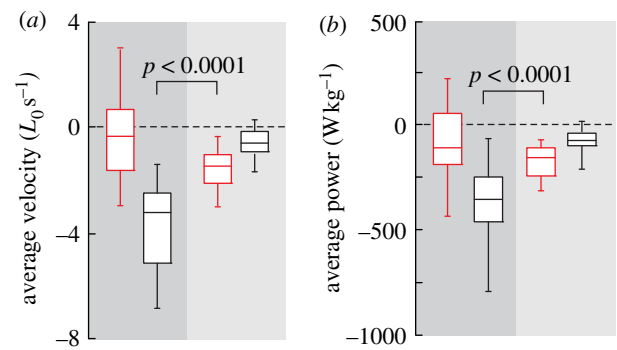 (a)
4
0
−4
−8
average velocity (L₀ s⁻¹)
p < 0.0001
(b)
500
0
−500
−1000
average power (W kg⁻¹)
p < 0.0001